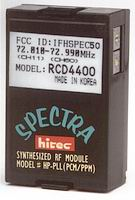 FCC ID:IFHSPEC50
72.010-72.990MHz
(CH11) (CH60)
MODEL: RCD4400
MADE IN KOREA
SPECTRA
hitec
SYNTHESIZED RF MODULE
MODEL # HP-PLL(PCM/PPM)